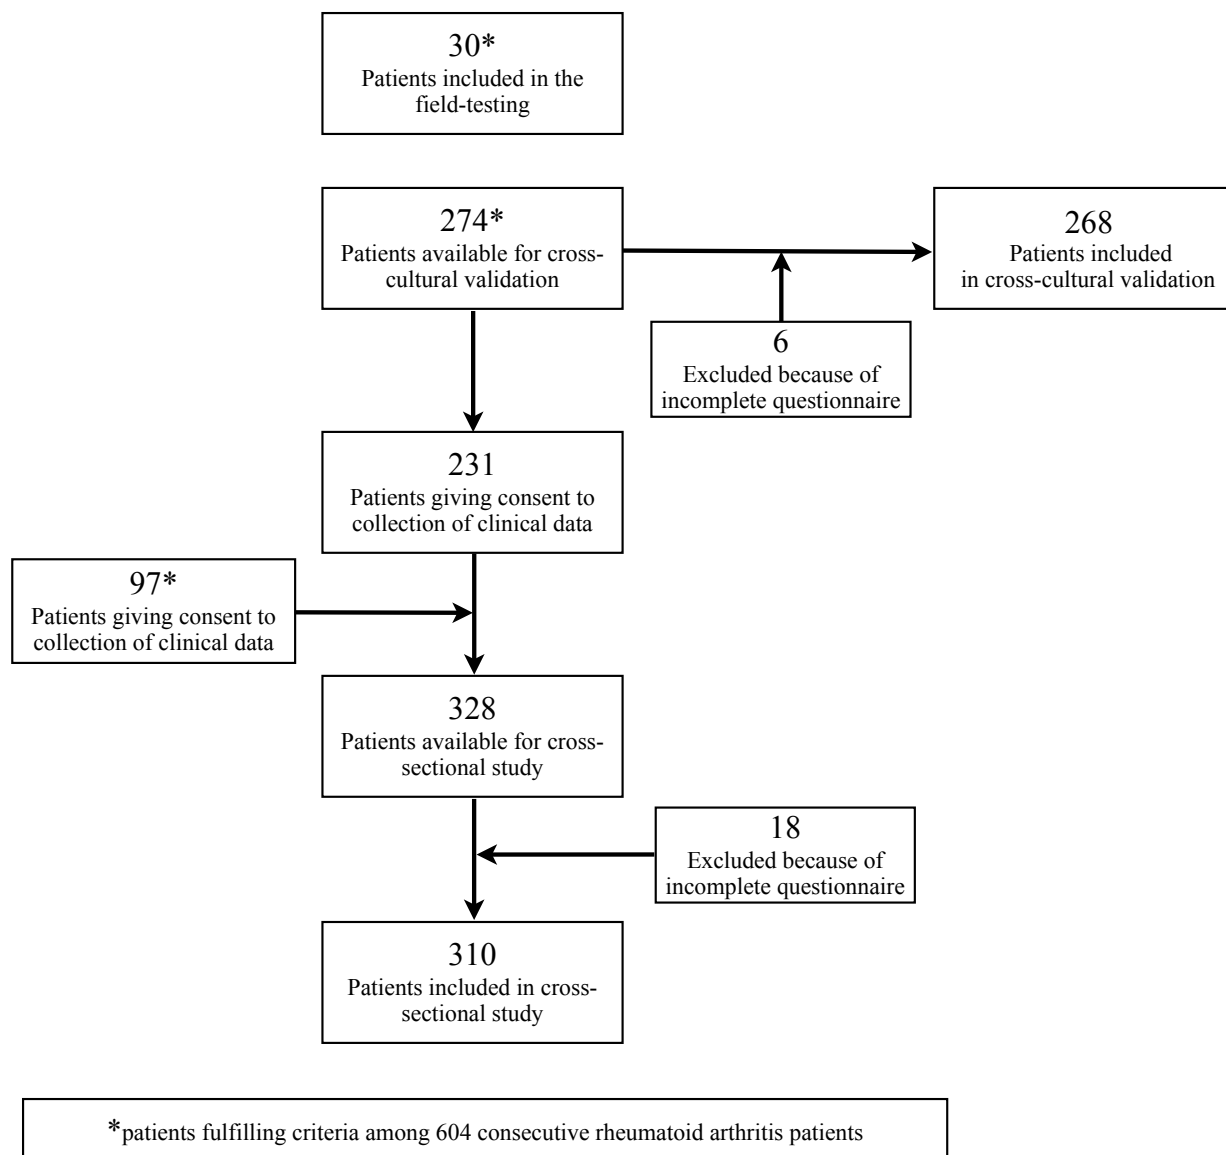 30*
Patients included in the
field-testing
274*
Patients available for cross-
cultural validation
268
Patients included
in cross-cultural validation
6
Excluded because of
incomplete questionnaire
231
Patients giving consent to
collection of clinical data
97*
Patients giving consent to
collection of clinical data
328
Patients available for cross-
sectional study
18
Excluded because of
incomplete questionnaire
310
Patients included in cross-
sectional study
*patients fulfilling criteria among 604 consecutive rheumatoid arthritis patients